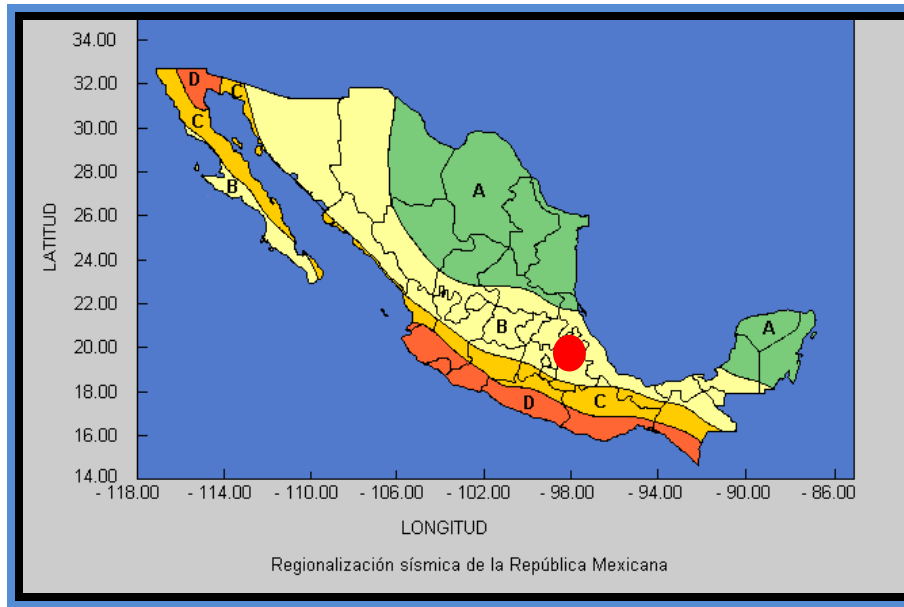 34.00
32.00
30.00
28.00
26.00
24.00
22.00
20.00
18.00
16.00
14.00
LATITUD
D
C
C
B
A
B
A
C
D
- 118.00 - 114.00 - 110.00 - 106.00 - 102.00 - 98.00 - 94.00 - 90.00 - 86.00
LONGITUD
Regionalización sísmica de la República Mexicana